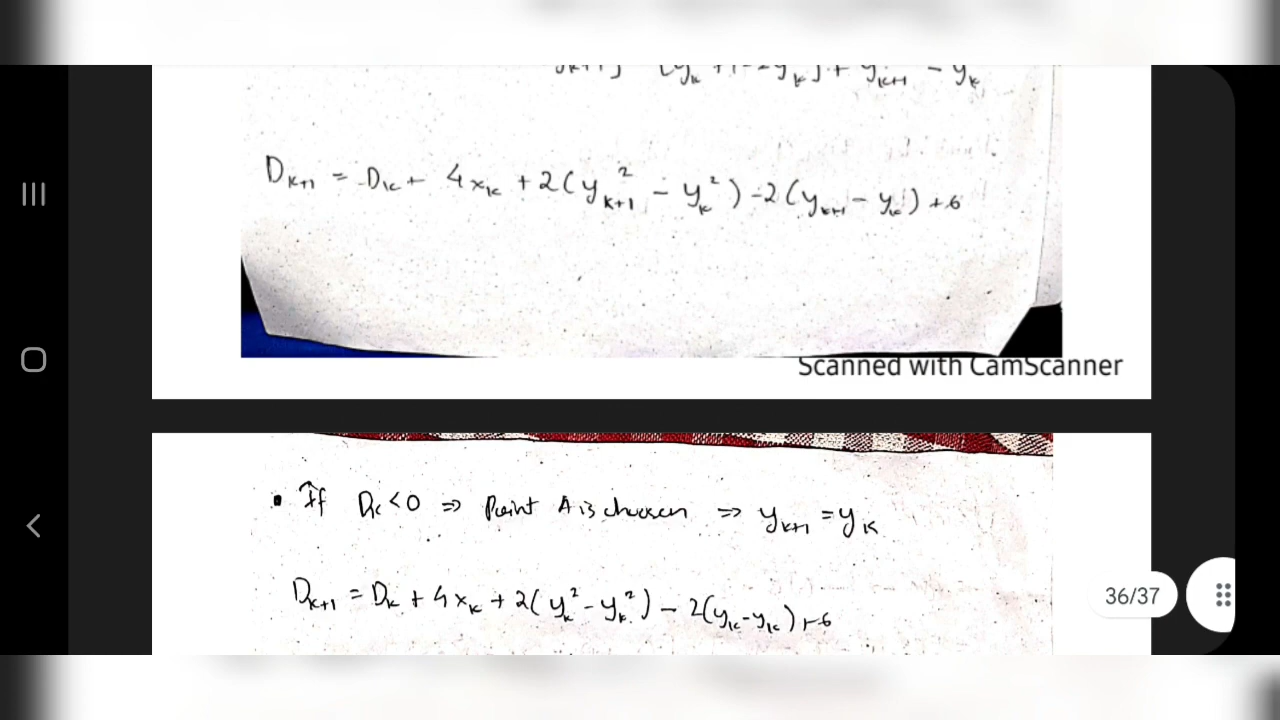 D_{k+1} = D_k + 4x_k + 2(y_{k+1}^2 - y_k^2) - 2(y_{k+1} - y_k) + 6
Scanned with CamScanner
• If D_k < 0 ⇒ Point A is choosen ⇒ y_{k+1} = y_k
D_{k+1} = D_k + 4x_k + 2(y_k^2 - y_k^2) - 2(y_k - y_k) + 6
36/37